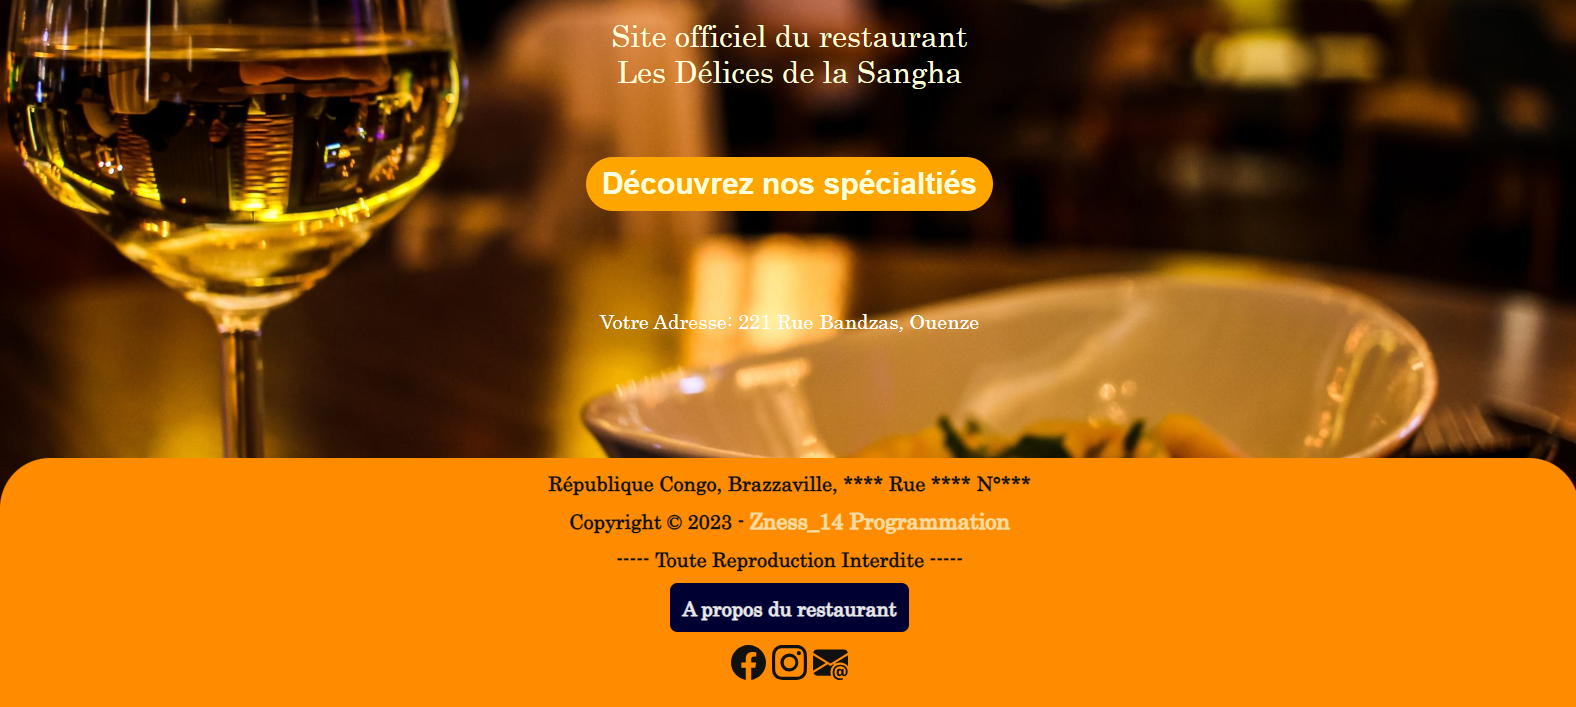 Site officiel du restaurant
Les Délices de la Sangha
Découvrez nos spécialtiés
Votre Adresse: 221 Rue Bandzas, Ouenze
République Congo, Brazzaville, **** Rue **** N°***
Copyright © 2023 - Zness_14 Programmation
----- Toute Reproduction Interdite -----
A propos du restaurant
@